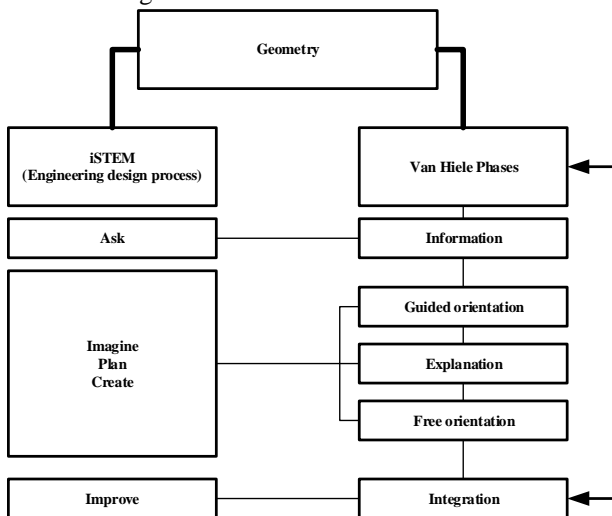 Geometry
iSTEM
(Engineering design process)
Van Hiele Phases
Ask
Information
Imagine
Plan
Create
Guided orientation
Explanation
Free orientation
Improve
Integration